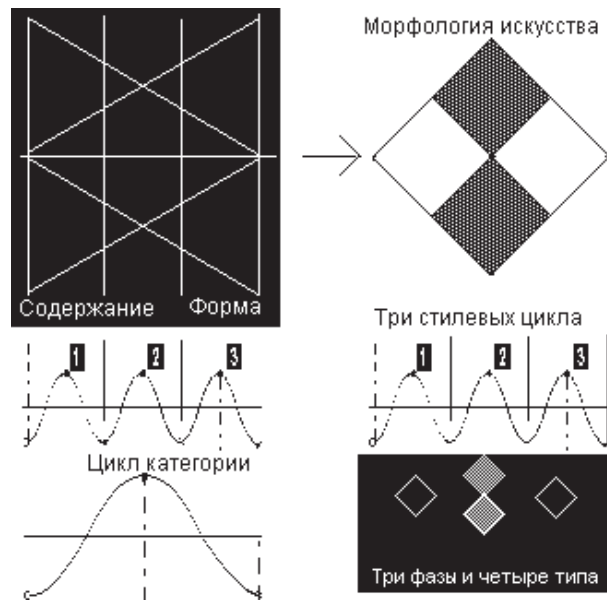 Морфология искусства
Содержание Форма
Три стилевых цикла
1 2 3
1 2 3
Цикл категории
Три фазы и четыре типа